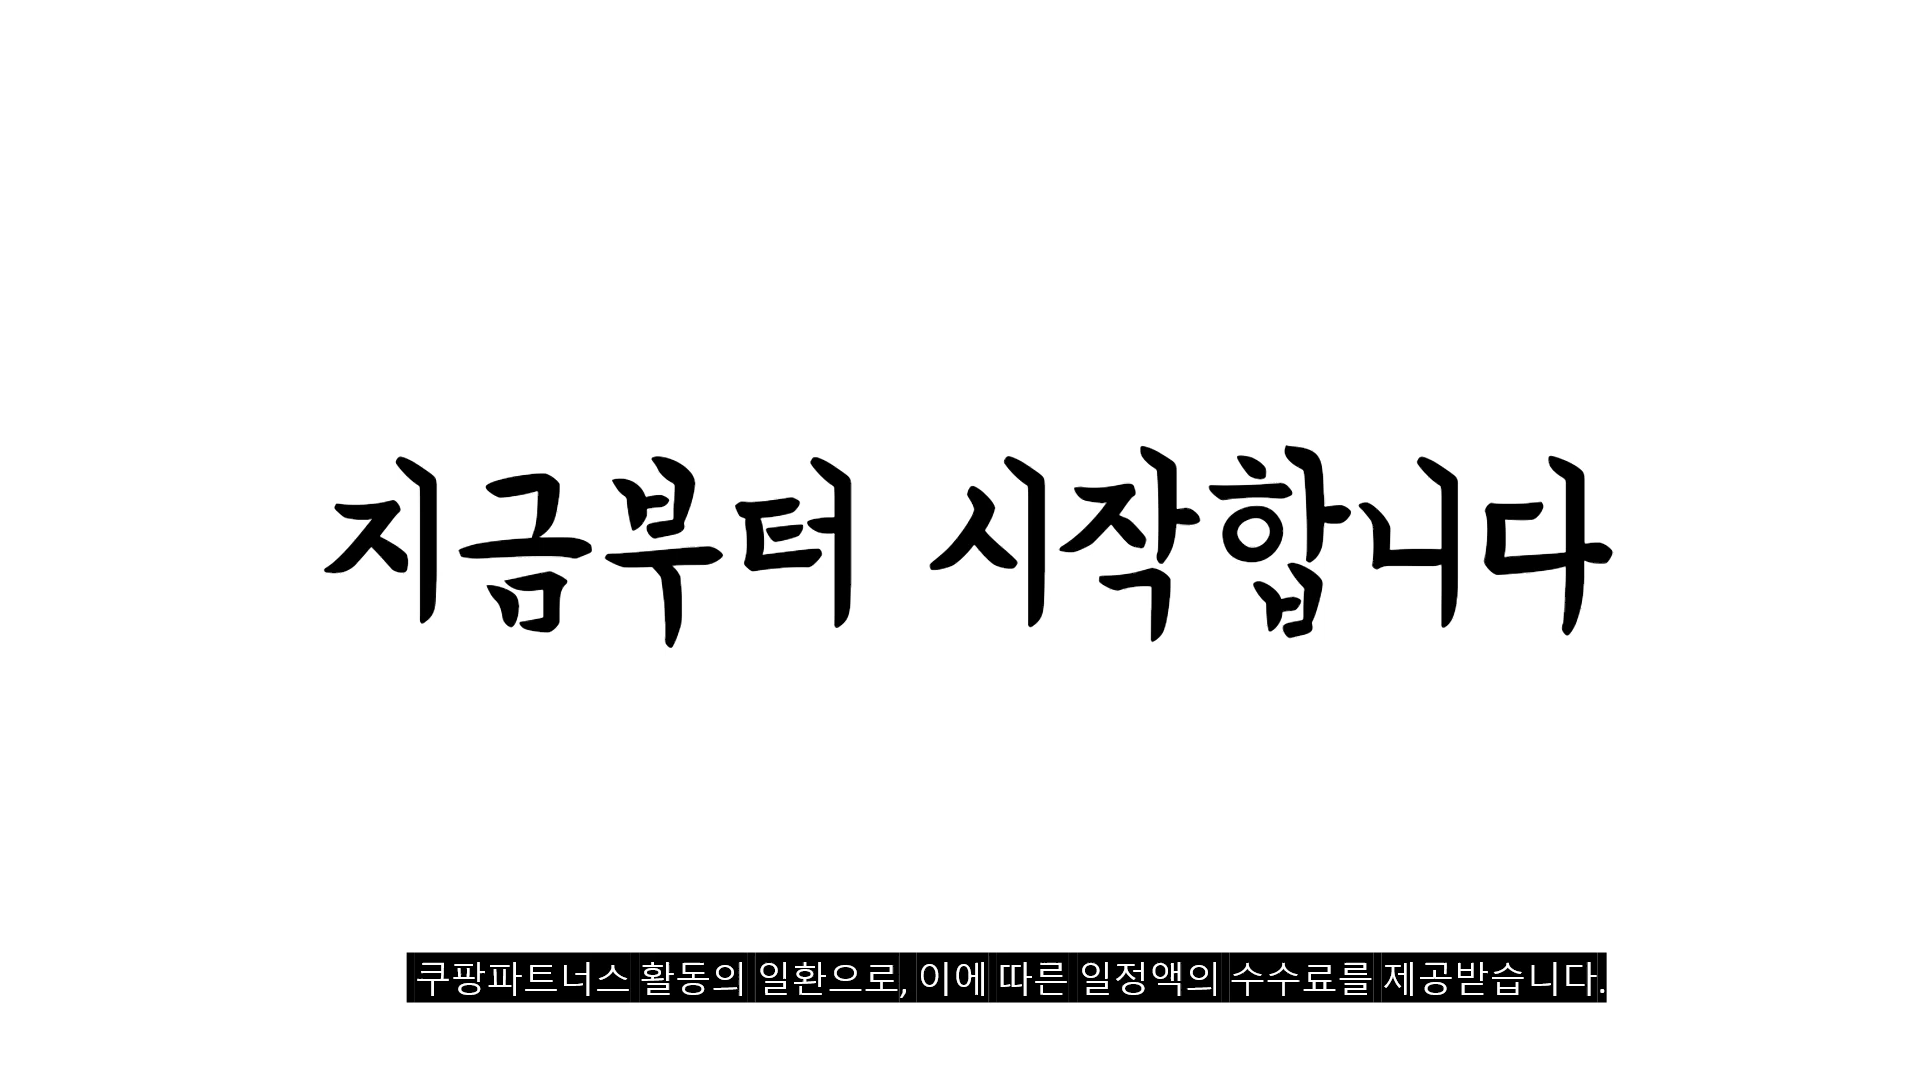 지금부터 시작합니다
쿠팡파트너스 활동의 일환으로, 이에 따른 일정액의 수수료를 제공받습니다.